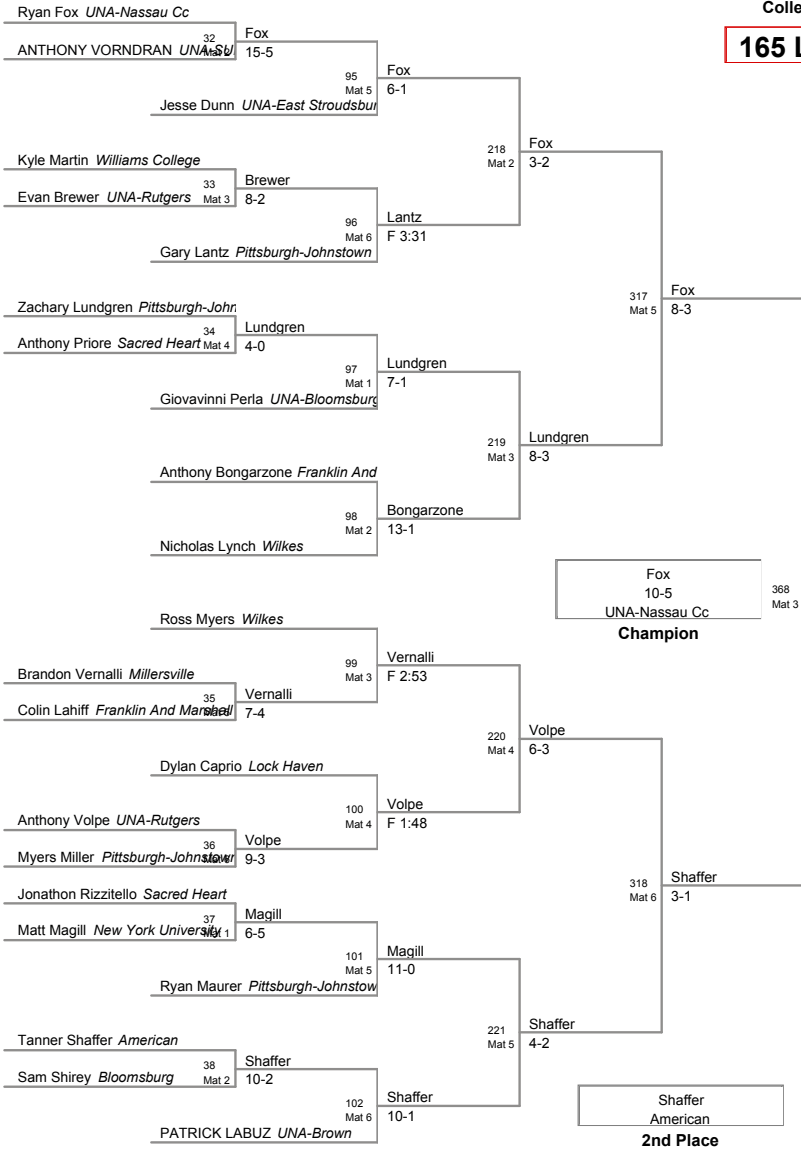 Colle
165 L
Ryan Fox UNA-Nassau Cc
32
Fox
ANTHONY VORNDRAN UNA-SU
Mat 2
15-5
95
Fox
Mat 5
6-1
Jesse Dunn UNA-East Stroudsbur
218
Fox
Mat 2
3-2
Kyle Martin Williams College
33
Brewer
Evan Brewer UNA-Rutgers
Mat 3
8-2
96
Lantz
Mat 6
F 3:31
Gary Lantz Pittsburgh-Johnstown
317
Fox
Mat 5
8-3
Zachary Lundgren Pittsburgh-John
34
Lundgren
Anthony Priore Sacred Heart
Mat 4
4-0
97
Lundgren
Mat 1
7-1
Giovavinni Perla UNA-Bloomsburg
219
Lundgren
Mat 3
8-3
Anthony Bongarzone Franklin And
98
Bongarzone
Mat 2
13-1
Nicholas Lynch Wilkes
Fox
10-5
UNA-Nassau Cc
368
Mat 3
Champion
Ross Myers Wilkes
99
Vernalli
Mat 3
F 2:53
Brandon Vernalli Millersville
35
Vernalli
Colin Lahiff Franklin And Marshall
7-4
220
Volpe
Mat 4
6-3
Dylan Caprio Lock Haven
100
Volpe
Mat 4
F 1:48
Anthony Volpe UNA-Rutgers
36
Volpe
Myers Miller Pittsburgh-Johnstown
9-3
318
Shaffer
Mat 6
3-1
Jonathon Rizzitello Sacred Heart
37
Magill
Matt Magill New York University
Mat 1
6-5
101
Magill
Mat 5
11-0
Ryan Maurer Pittsburgh-Johnstow
221
Shaffer
Mat 5
4-2
Tanner Shaffer American
38
Shaffer
Sam Shirey Bloomsburg
Mat 2
10-2
102
Shaffer
Mat 6
10-1
PATRICK LABUZ UNA-Brown
Shaffer
American
2nd Place